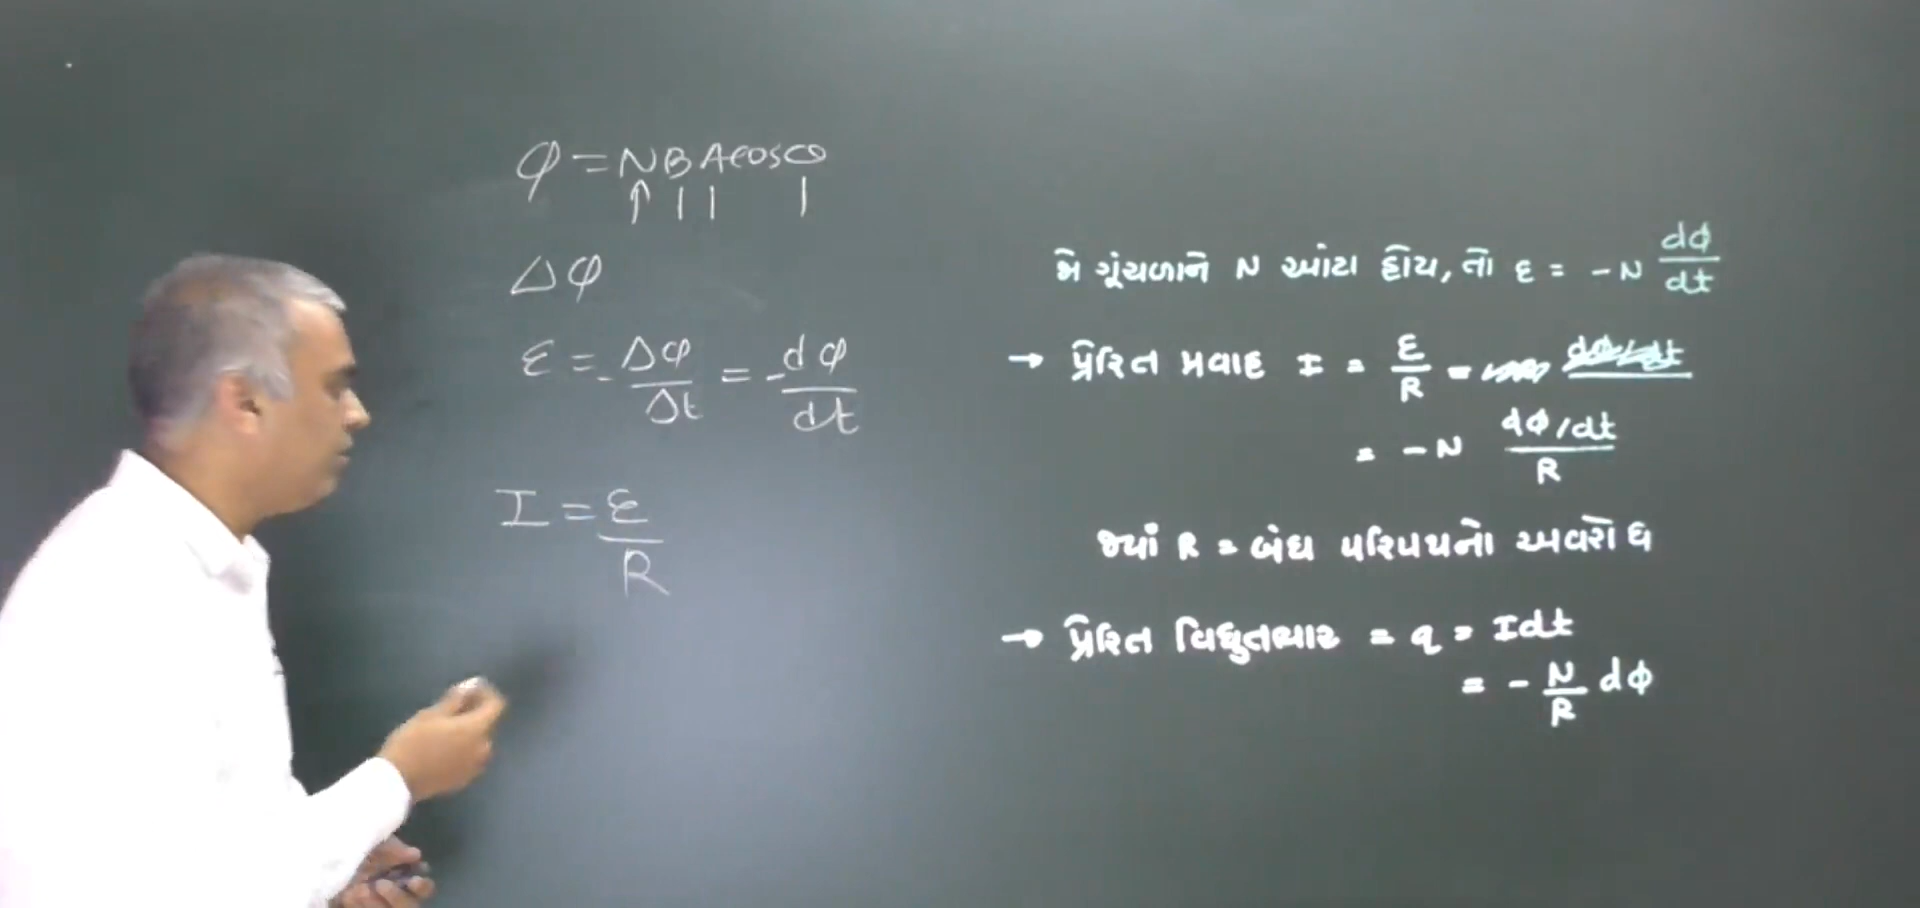 φ = NBAcosθ
Δφ
ε = -Δφ/Δt = -dφ/dt
I = ε/R
જો ગૂંચળાને N આંટા હોય, તો ε = -N dϕ/dt
→ પ્રેરિત પ્રવાહ I = ε/R =
= -N dϕ/dt / R
જ્યાં R = બંધ પરિપથનો અવરોધ
→ પ્રેરિત વિદ્યુતભાર = q = Idt
= - N/R dϕ